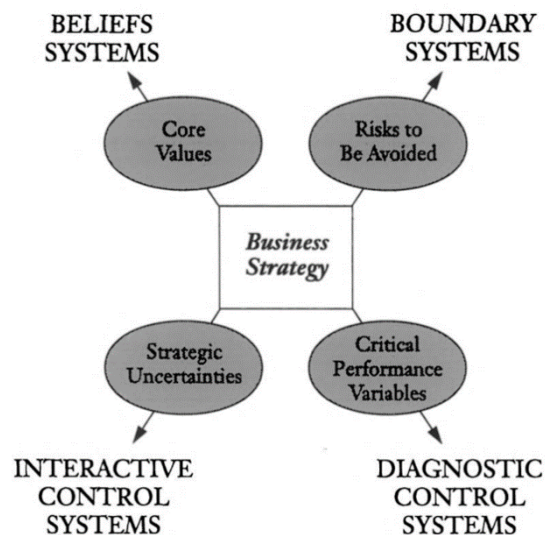 BELIEFS
SYSTEMS
BOUNDARY
SYSTEMS
Core
Values
Risks to
Be Avoided
Business
Strategy
Strategic
Uncertainties
Critical
Performance
Variables
INTERACTIVE
CONTROL
SYSTEMS
DIAGNOSTIC
CONTROL
SYSTEMS